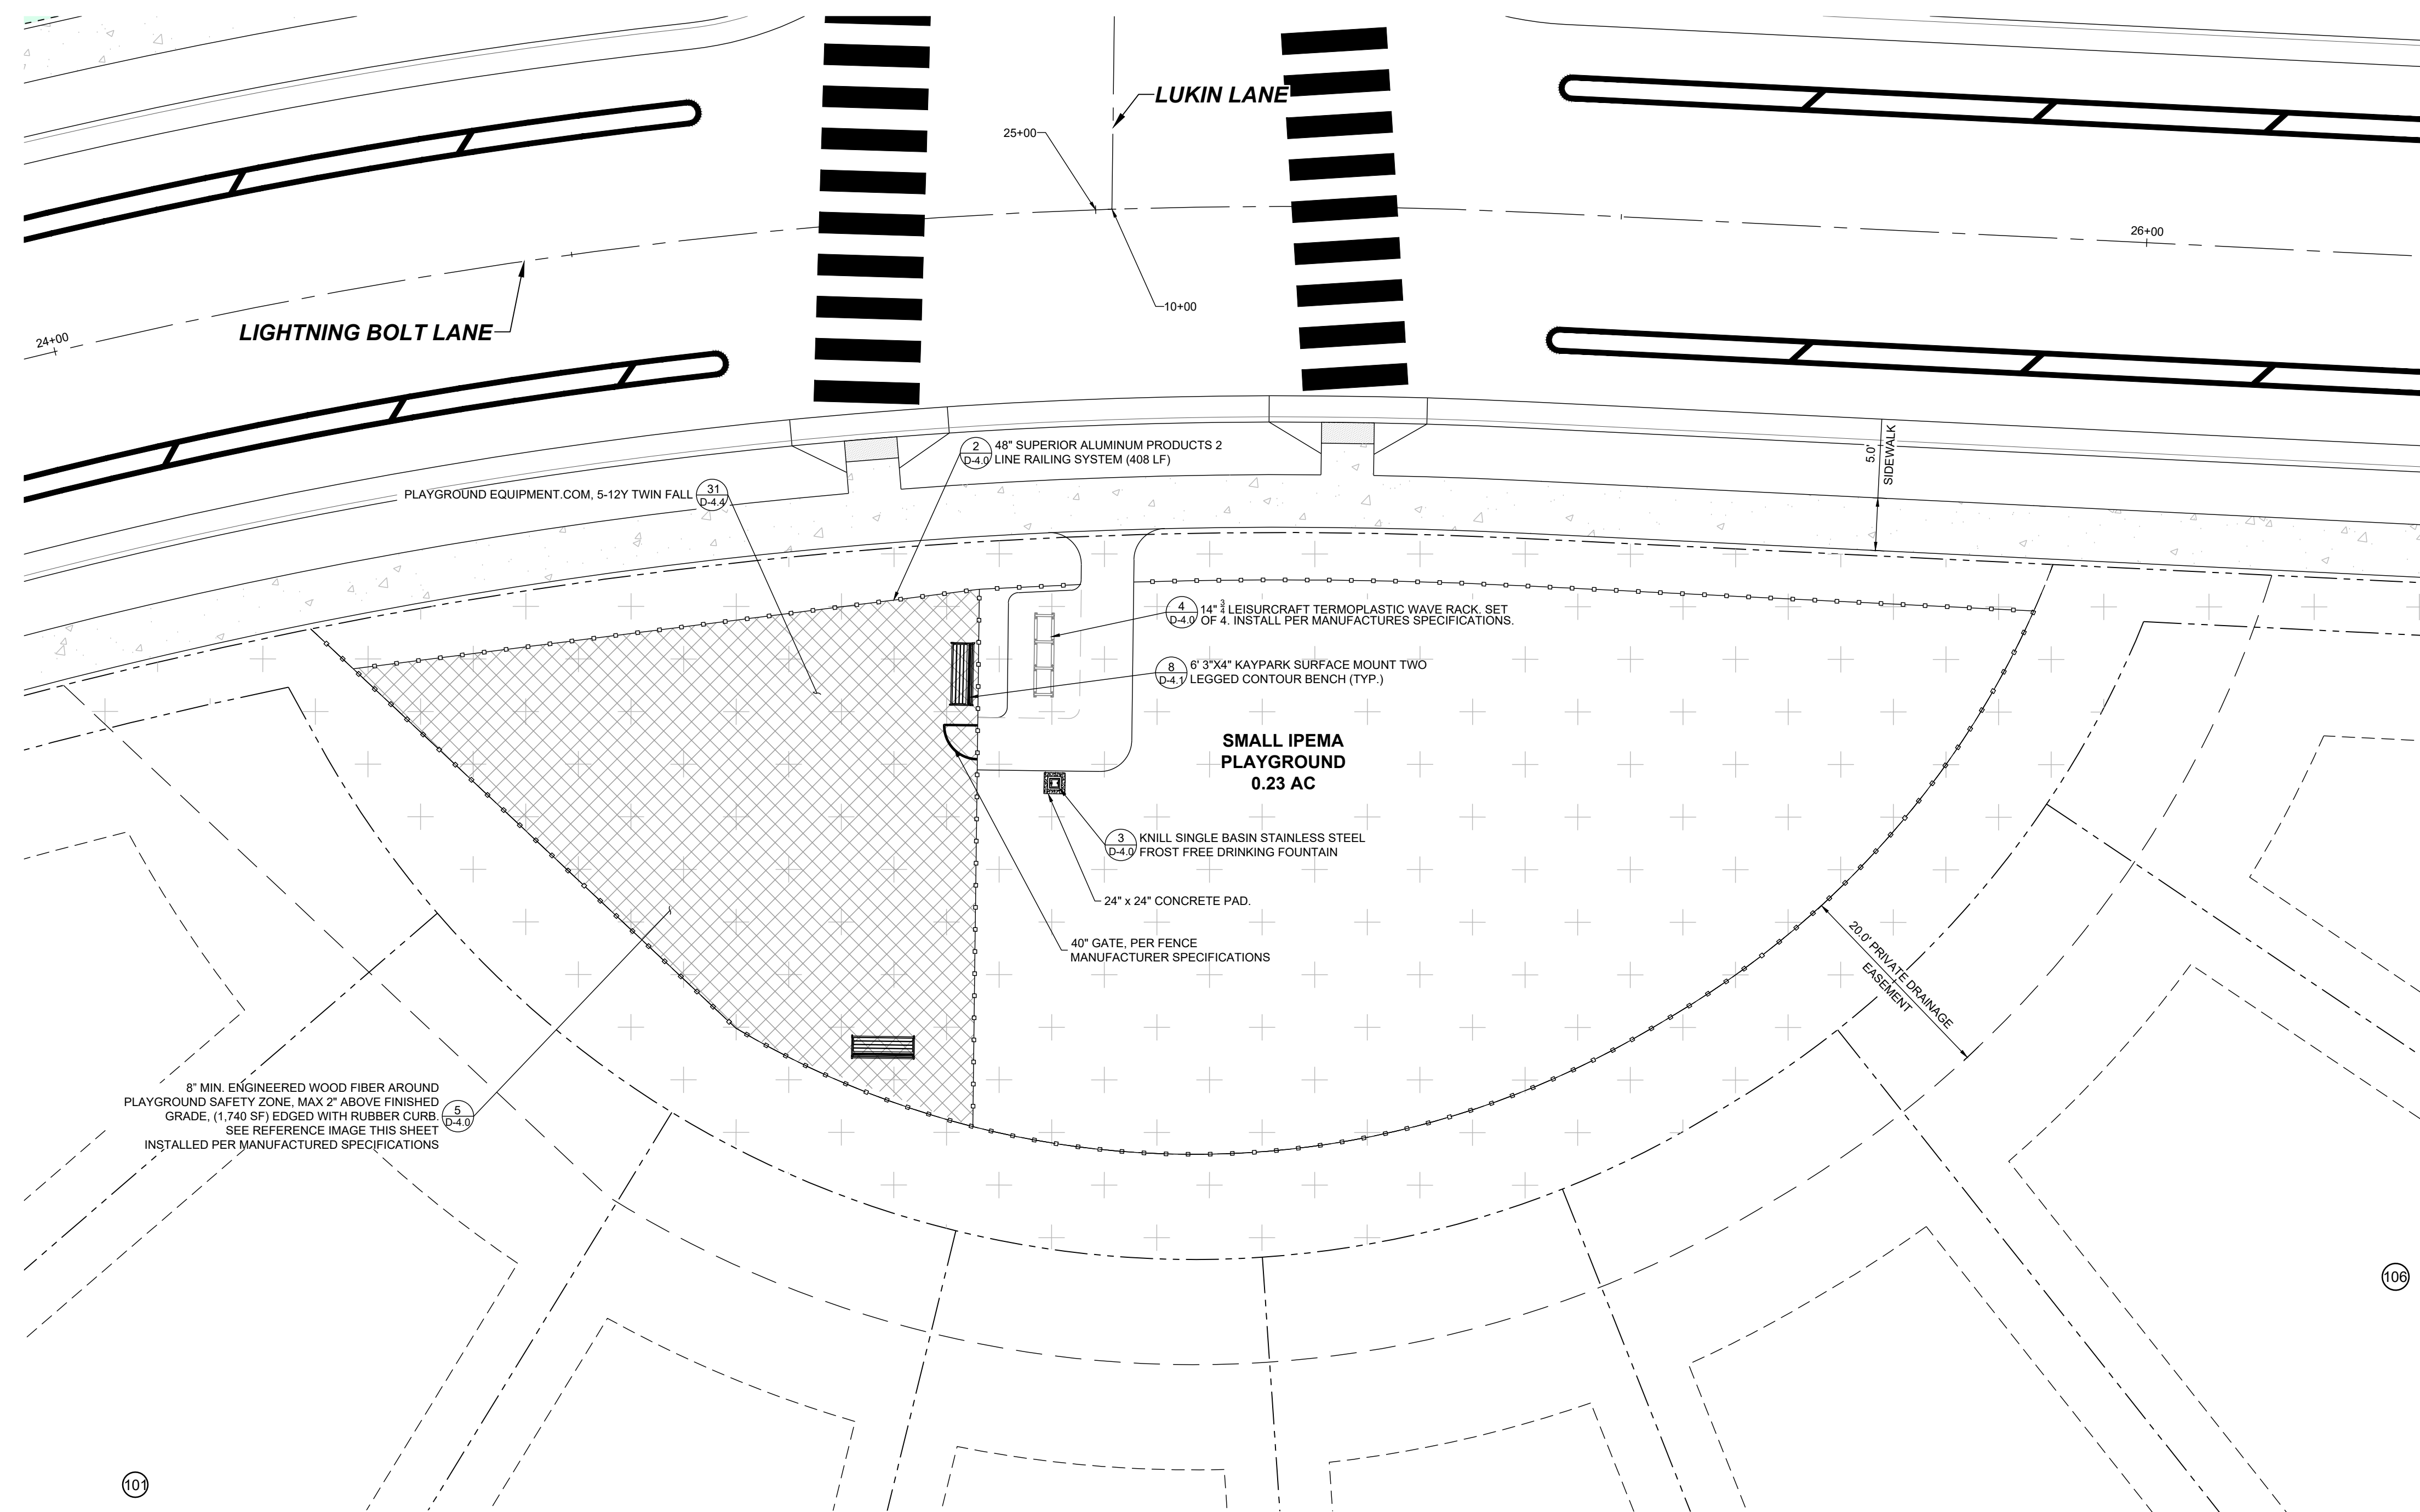 LUKIN LANE
25+00
26+00
10+00
LIGHTNING BOLT LANE
24+00
2
D-4.0
48" SUPERIOR ALUMINUM PRODUCTS 2
LINE RAILING SYSTEM (408 LF)
5.0'
SIDEWALK
PLAYGROUND EQUIPMENT.COM, 5-12Y TWIN FALL
31
D-4.4
4
D-4.0
14" 3/4 LEISURCRAFT TERMOPLASTIC WAVE RACK. SET
OF 4. INSTALL PER MANUFACTURES SPECIFICATIONS.
8
D-4.1
6' 3"X4" KAYPARK SURFACE MOUNT TWO
LEGGED CONTOUR BENCH (TYP.)
SMALL IPEMA
PLAYGROUND
0.23 AC
3
D-4.0
KNILL SINGLE BASIN STAINLESS STEEL
FROST FREE DRINKING FOUNTAIN
24" x 24" CONCRETE PAD.
40" GATE, PER FENCE
MANUFACTURER SPECIFICATIONS
20.0' PRIVATE DRAINAGE
EASEMENT
8" MIN. ENGINEERED WOOD FIBER AROUND
PLAYGROUND SAFETY ZONE, MAX 2" ABOVE FINISHED
GRADE, (1,740 SF) EDGED WITH RUBBER CURB.
SEE REFERENCE IMAGE THIS SHEET
INSTALLED PER MANUFACTURED SPECIFICATIONS
5
D-4.0
106
101